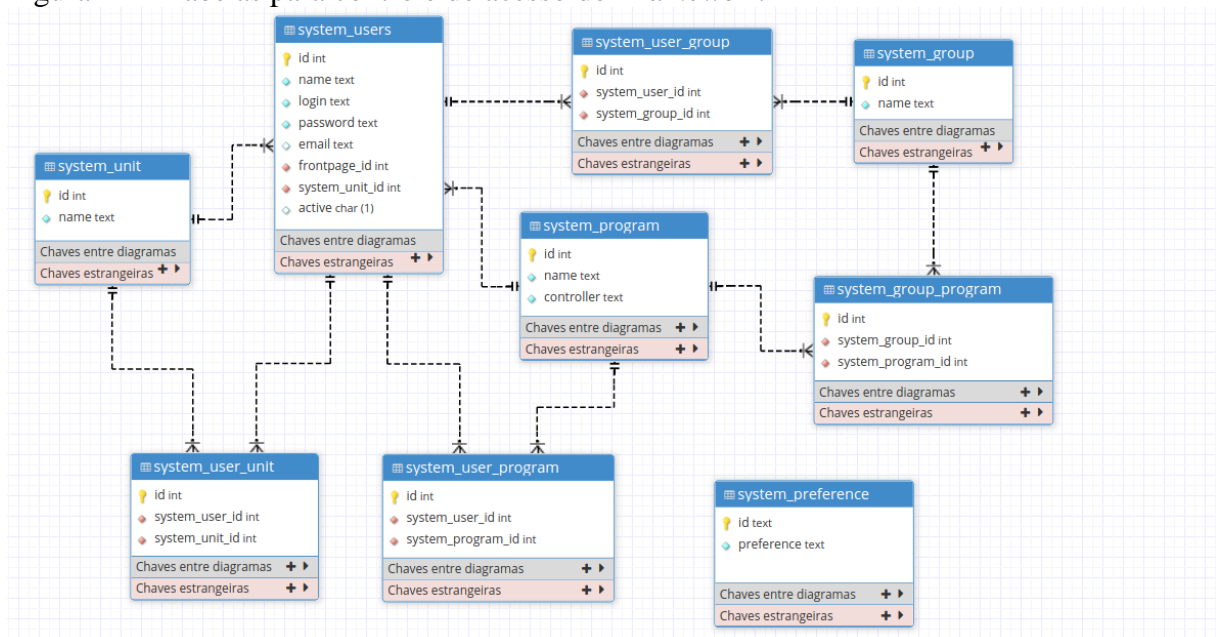 system_users
id int
name text
login text
password text
email text
frontpage_id int
system_unit_id int
active char (1)
Chaves entre diagramas
Chaves estrangeiras
system_user_group
id int
system_user_id int
system_group_id int
Chaves entre diagramas
Chaves estrangeiras
system_group
id int
name text
Chaves entre diagramas
Chaves estrangeiras
system_unit
id int
name text
Chaves entre diagramas
Chaves estrangeiras
system_program
id int
name text
controller text
Chaves entre diagramas
Chaves estrangeiras
system_group_program
id int
system_group_id int
system_program_id int
Chaves entre diagramas
Chaves estrangeiras
system_user_unit
id int
system_user_id int
system_unit_id int
Chaves entre diagramas
Chaves estrangeiras
system_user_program
id int
system_user_id int
system_program_id int
Chaves entre diagramas
Chaves estrangeiras
system_preference
id text
preference text
Chaves entre diagramas
Chaves estrangeiras